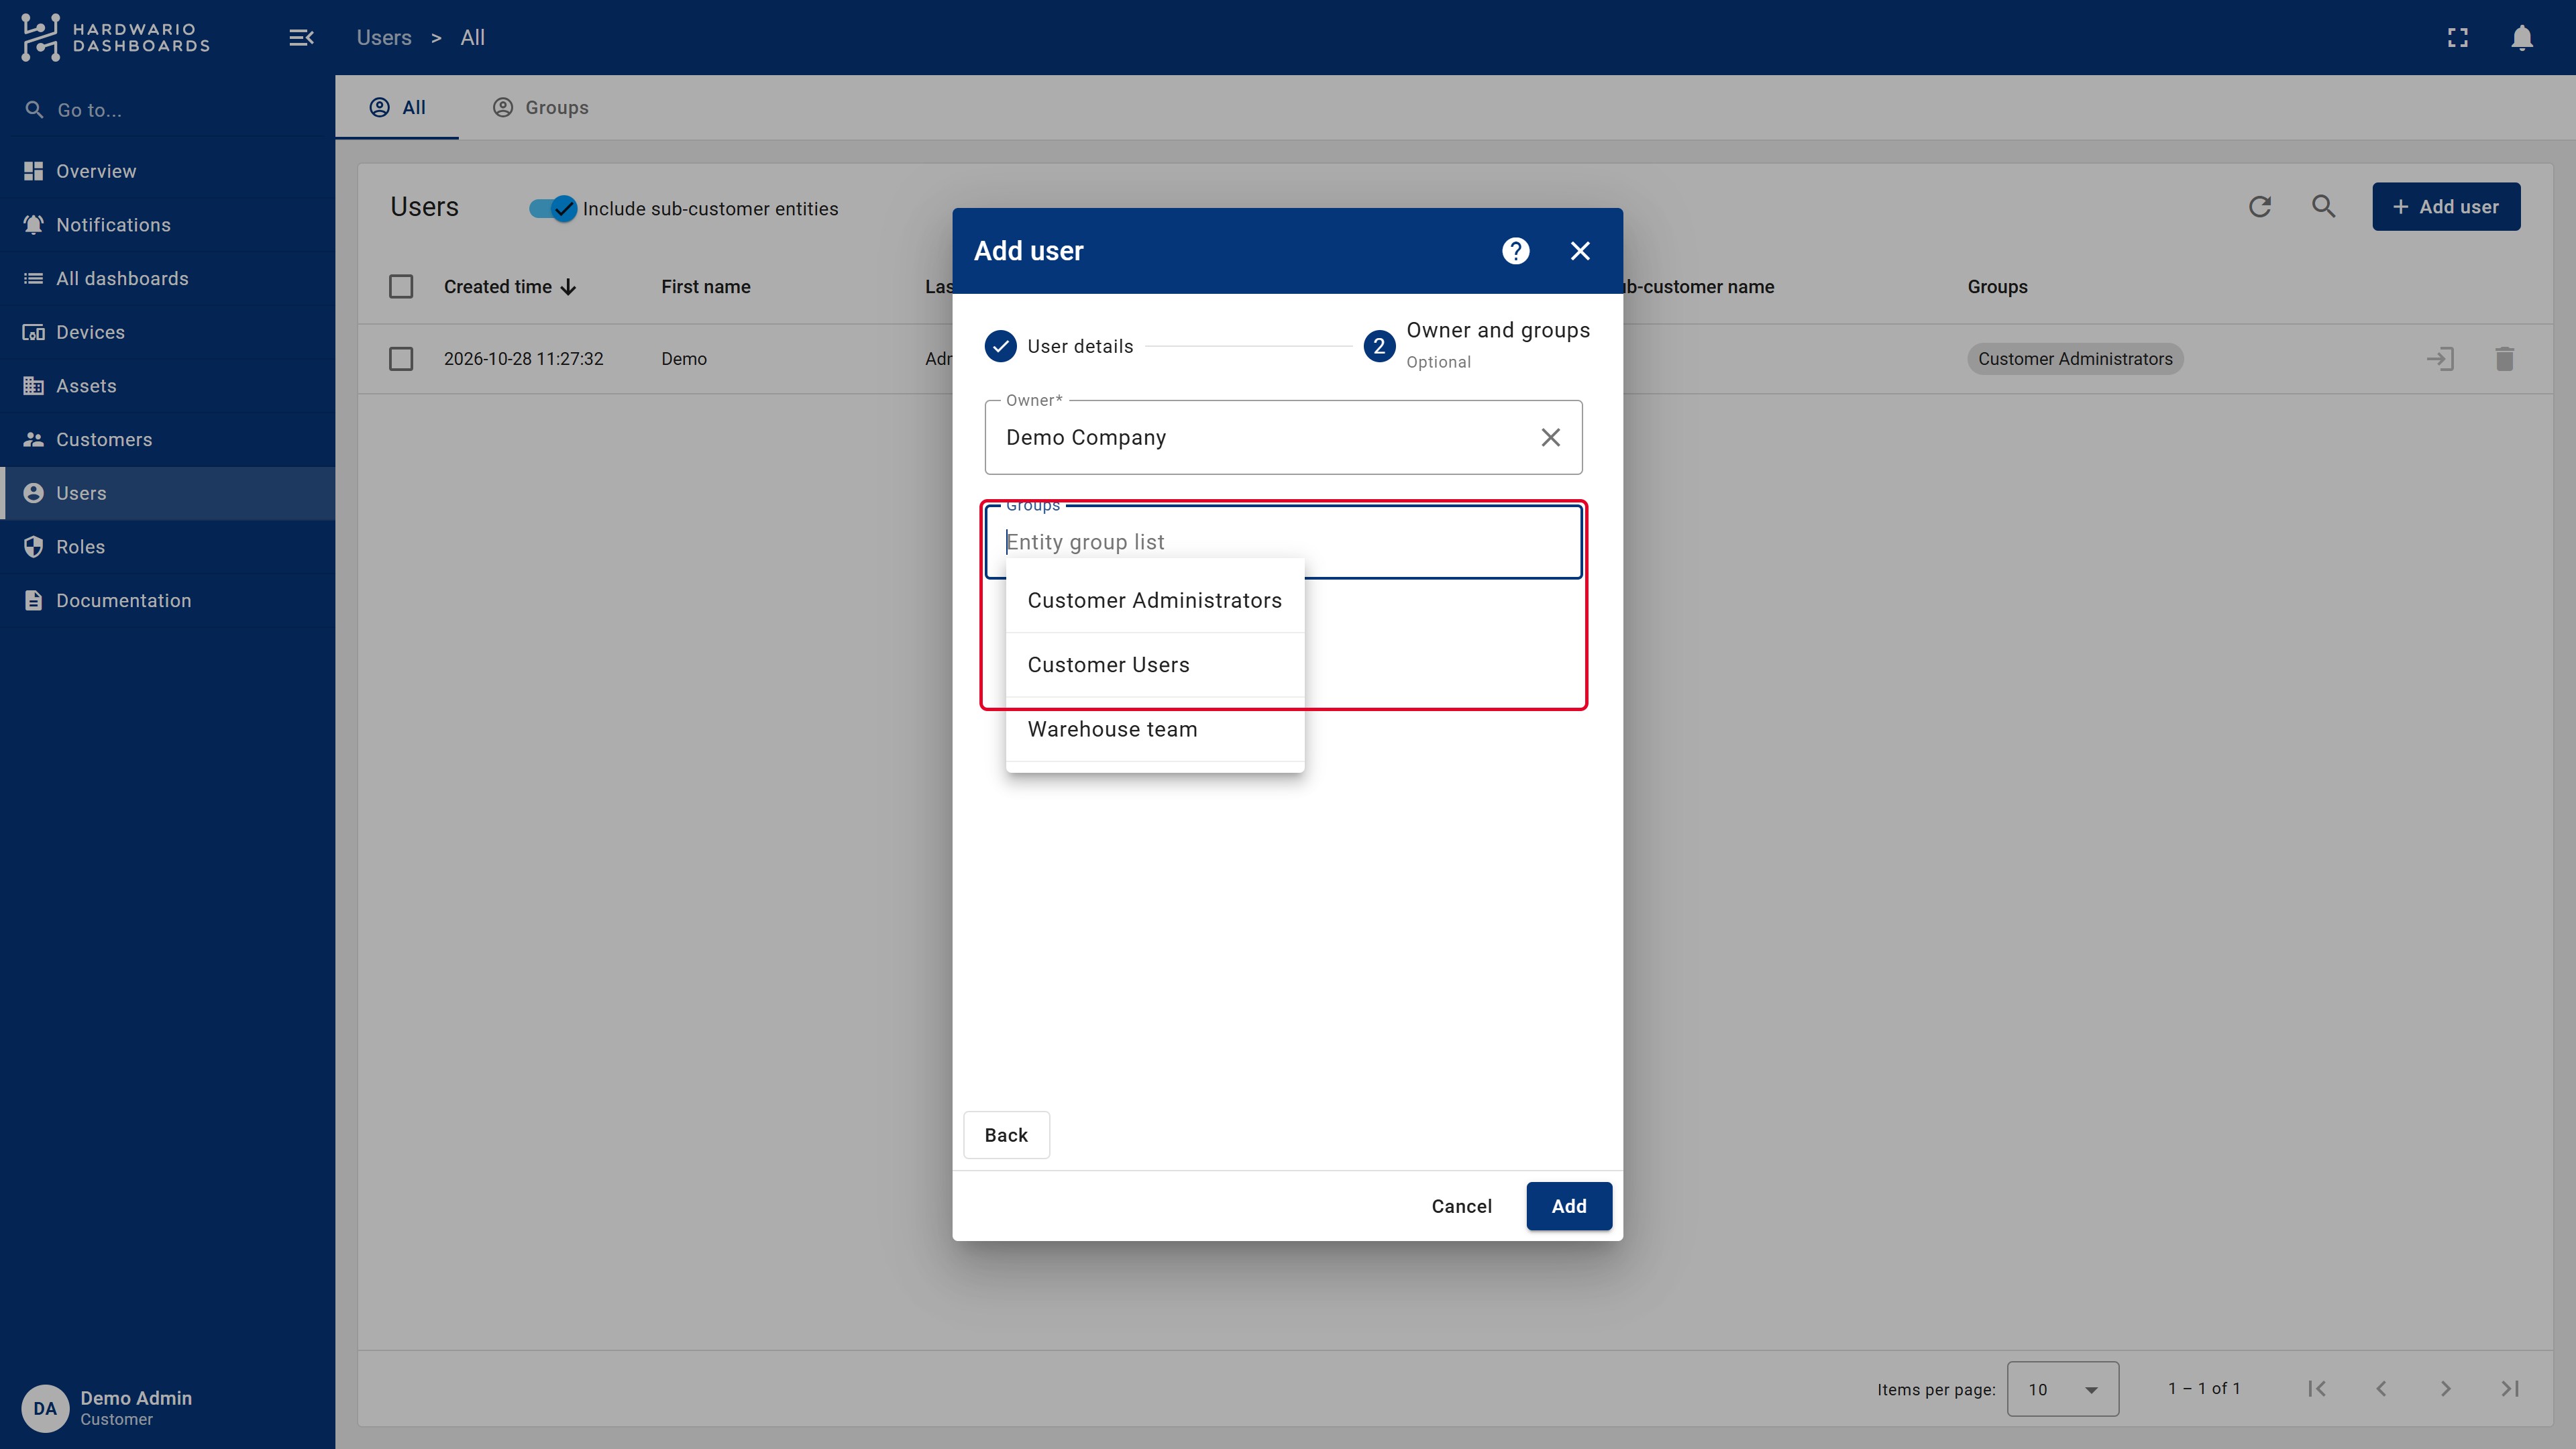 HARDWARIO
DASHBOARDS
Users > All
Go to...
Overview
Notifications
All dashboards
Devices
Assets
Customers
Users
Roles
Documentation
All
Groups
Users
Include sub-customer entities
+ Add user
Created time
First name
Las
b-customer name
Groups
2026-10-28 11:27:32
Demo
Adr
Customer Administrators
Add user
User details
2
Owner and groups
Optional
Owner*
Demo Company
Groups
Entity group list
Customer Administrators
Customer Users
Warehouse team
Back
Cancel
Add
Items per page:
10
1 – 1 of 1
DA
Demo Admin
Customer